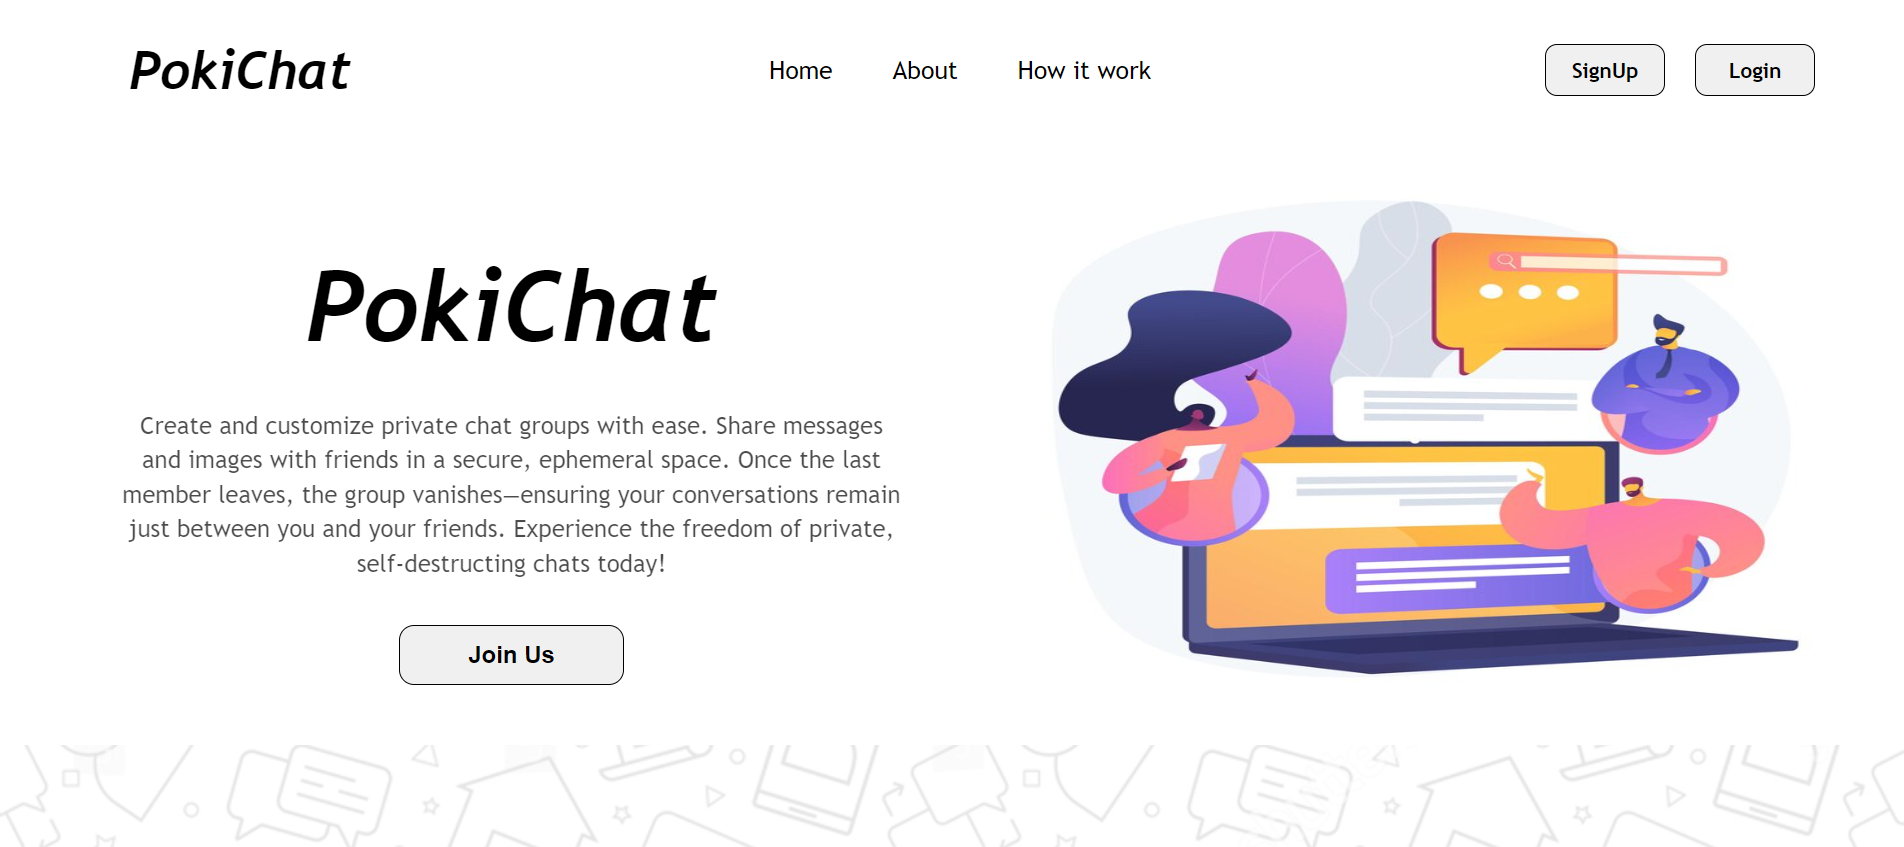 PokiChat
Home About How it work
SignUp Login
PokiChat
Create and customize private chat groups with ease. Share messages
and images with friends in a secure, ephemeral space. Once the last
member leaves, the group vanishes—ensuring your conversations remain
just between you and your friends. Experience the freedom of private,
self-destructing chats today!
Join Us